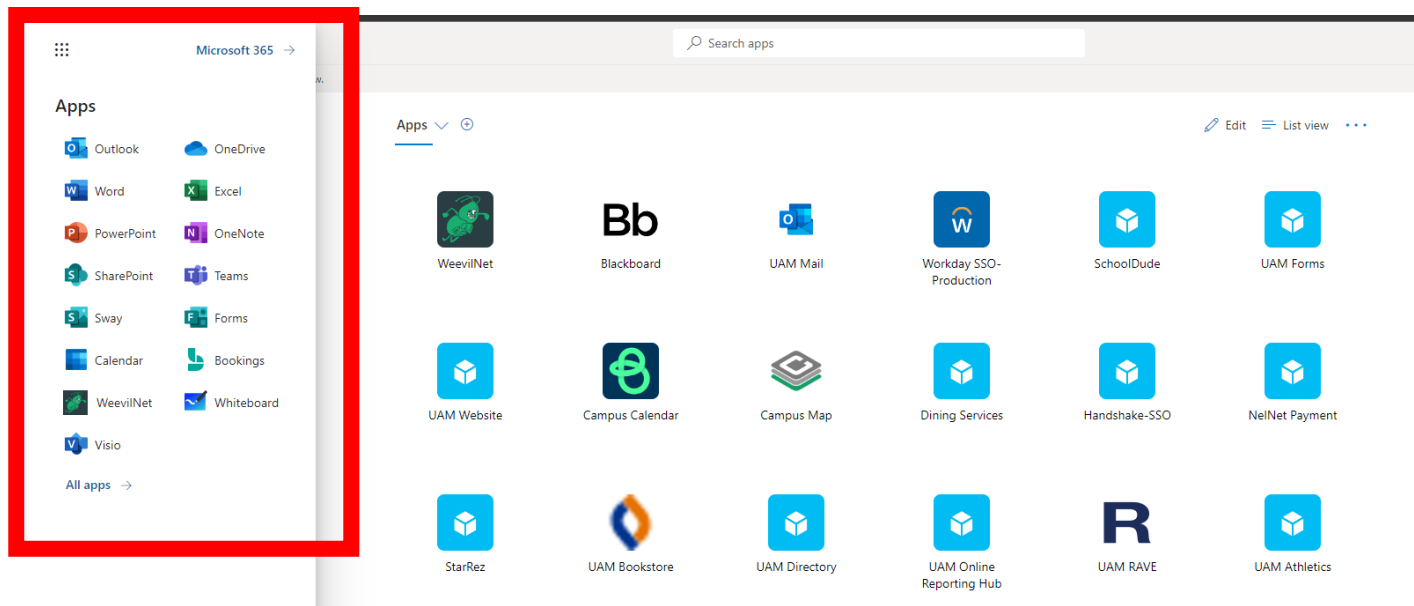 Microsoft 365
Search apps
w.
Apps
Outlook
OneDrive
Word
Excel
PowerPoint
OneNote
SharePoint
Teams
Sway
Forms
Calendar
Bookings
WeevilNet
Whiteboard
Visio
All apps
Apps
Edit
List view
Bb
WeevilNet
Blackboard
UAM Mail
Workday SSO-
Production
SchoolDude
UAM Forms
UAM Website
Campus Calendar
Campus Map
Dining Services
Handshake-SSO
NelNet Payment
R
StarRez
UAM Bookstore
UAM Directory
UAM Online
Reporting Hub
UAM RAVE
UAM Athletics